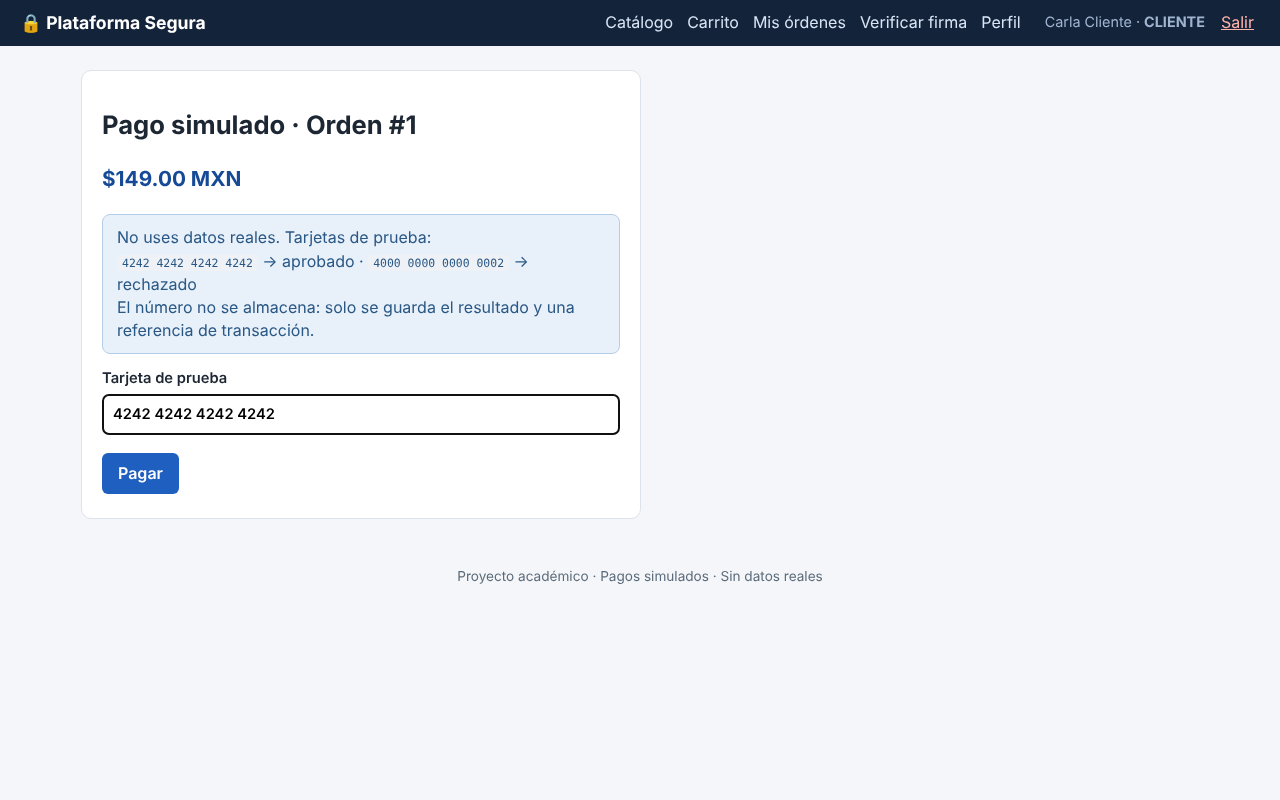 🔒 Plataforma Segura
Catálogo Carrito Mis órdenes Verificar firma Perfil Carla Cliente · CLIENTE Salir
Pago simulado · Orden #1
$149.00 MXN
No uses datos reales. Tarjetas de prueba:
4242 4242 4242 4242 → aprobado · 4000 0000 0000 0002 →
rechazado
El número no se almacena: solo se guarda el resultado y una
referencia de transacción.
Tarjeta de prueba
4242 4242 4242 4242
Pagar
Proyecto académico · Pagos simulados · Sin datos reales